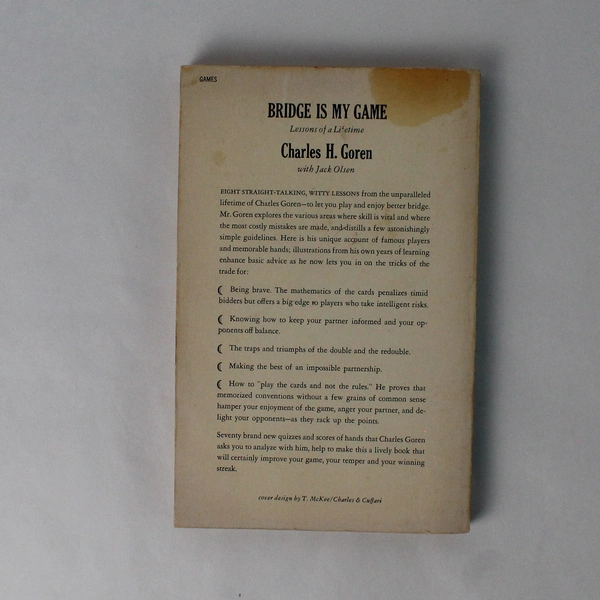 GAMES
BRIDGE IS MY GAME
Lessons of a Lifetime
Charles H. Goren
with Jack Olsen
EIGHT STRAIGHT-TALKING, WITTY LESSONS from the unparalleled
lifetime of Charles Goren—to let you play and enjoy better bridge.
Mr. Goren explores the various areas where skill is vital and where
the most costly mistakes are made, and distills a few astonishingly
simple guidelines. Here is his unique account of famous players
and memorable hands; illustrations from his own years of learning
enhance basic advice as he now lets you in on the tricks of the
trade for:
Being brave. The mathematics of the cards penalizes timid
bidders but offers a big edge to players who take intelligent risks.
Knowing how to keep your partner informed and your op-
ponents off balance.
The traps and triumphs of the double and the redouble.
Making the best of an impossible partnership.
How to "play the cards and not the rules." He proves that
memorized conventions without a few grains of common sense
hamper your enjoyment of the game, anger your partner, and de-
light your opponents—as they rack up the points.
Seventy brand new quizzes and scores of hands that Charles Goren
asks you to analyze with him, help to make this a lively book that
will certainly improve your game, your temper and your winning
streak.
cover design by T. McKee/Charlos & Cuffari